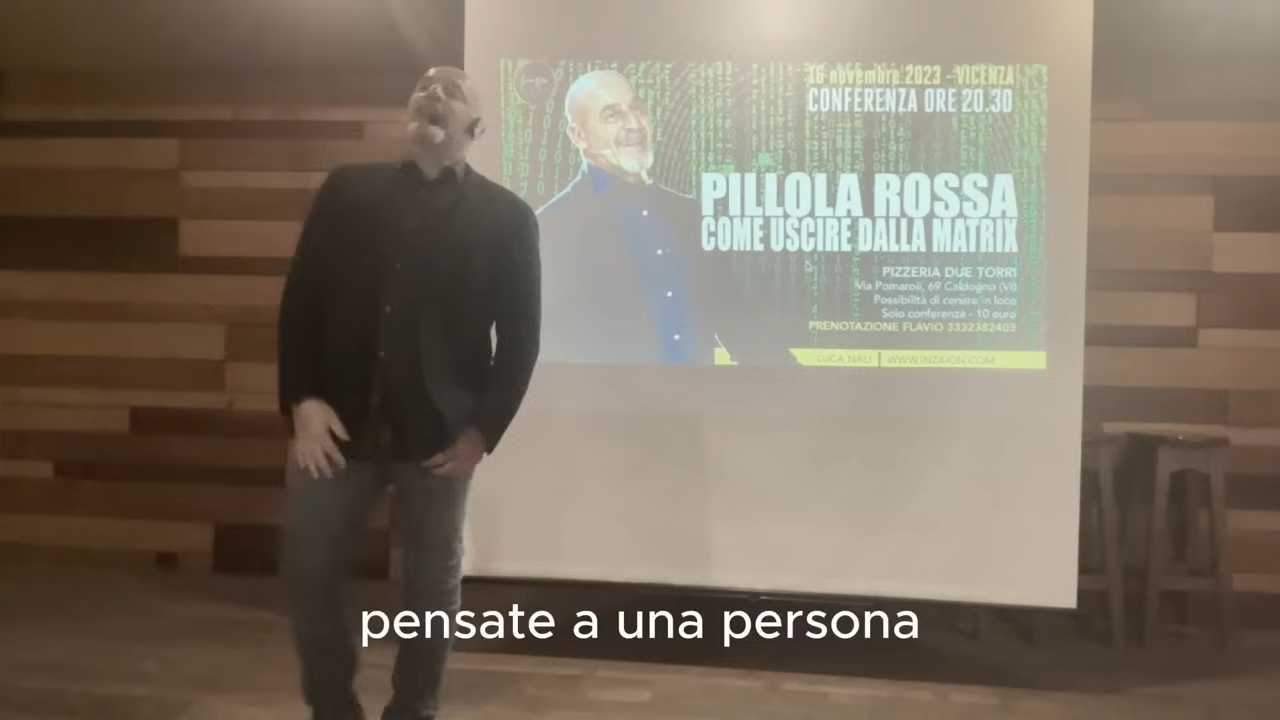 16 novembre 2023 - VICENZA
CONFERENZA ORE 20.30
PILLOLA ROSSA
COME USCIRE DALLA MATRIX
PIZZERIA DUE TORRI
Via Pomaroli, 69 Caldogno (VI)
Possibilità di cenare in loco
Solo conferenza - 10 euro
PRENOTAZIONE FLAVIO 3332382403
LUCA NALI | WWW.INZAION.COM
pensate a una persona